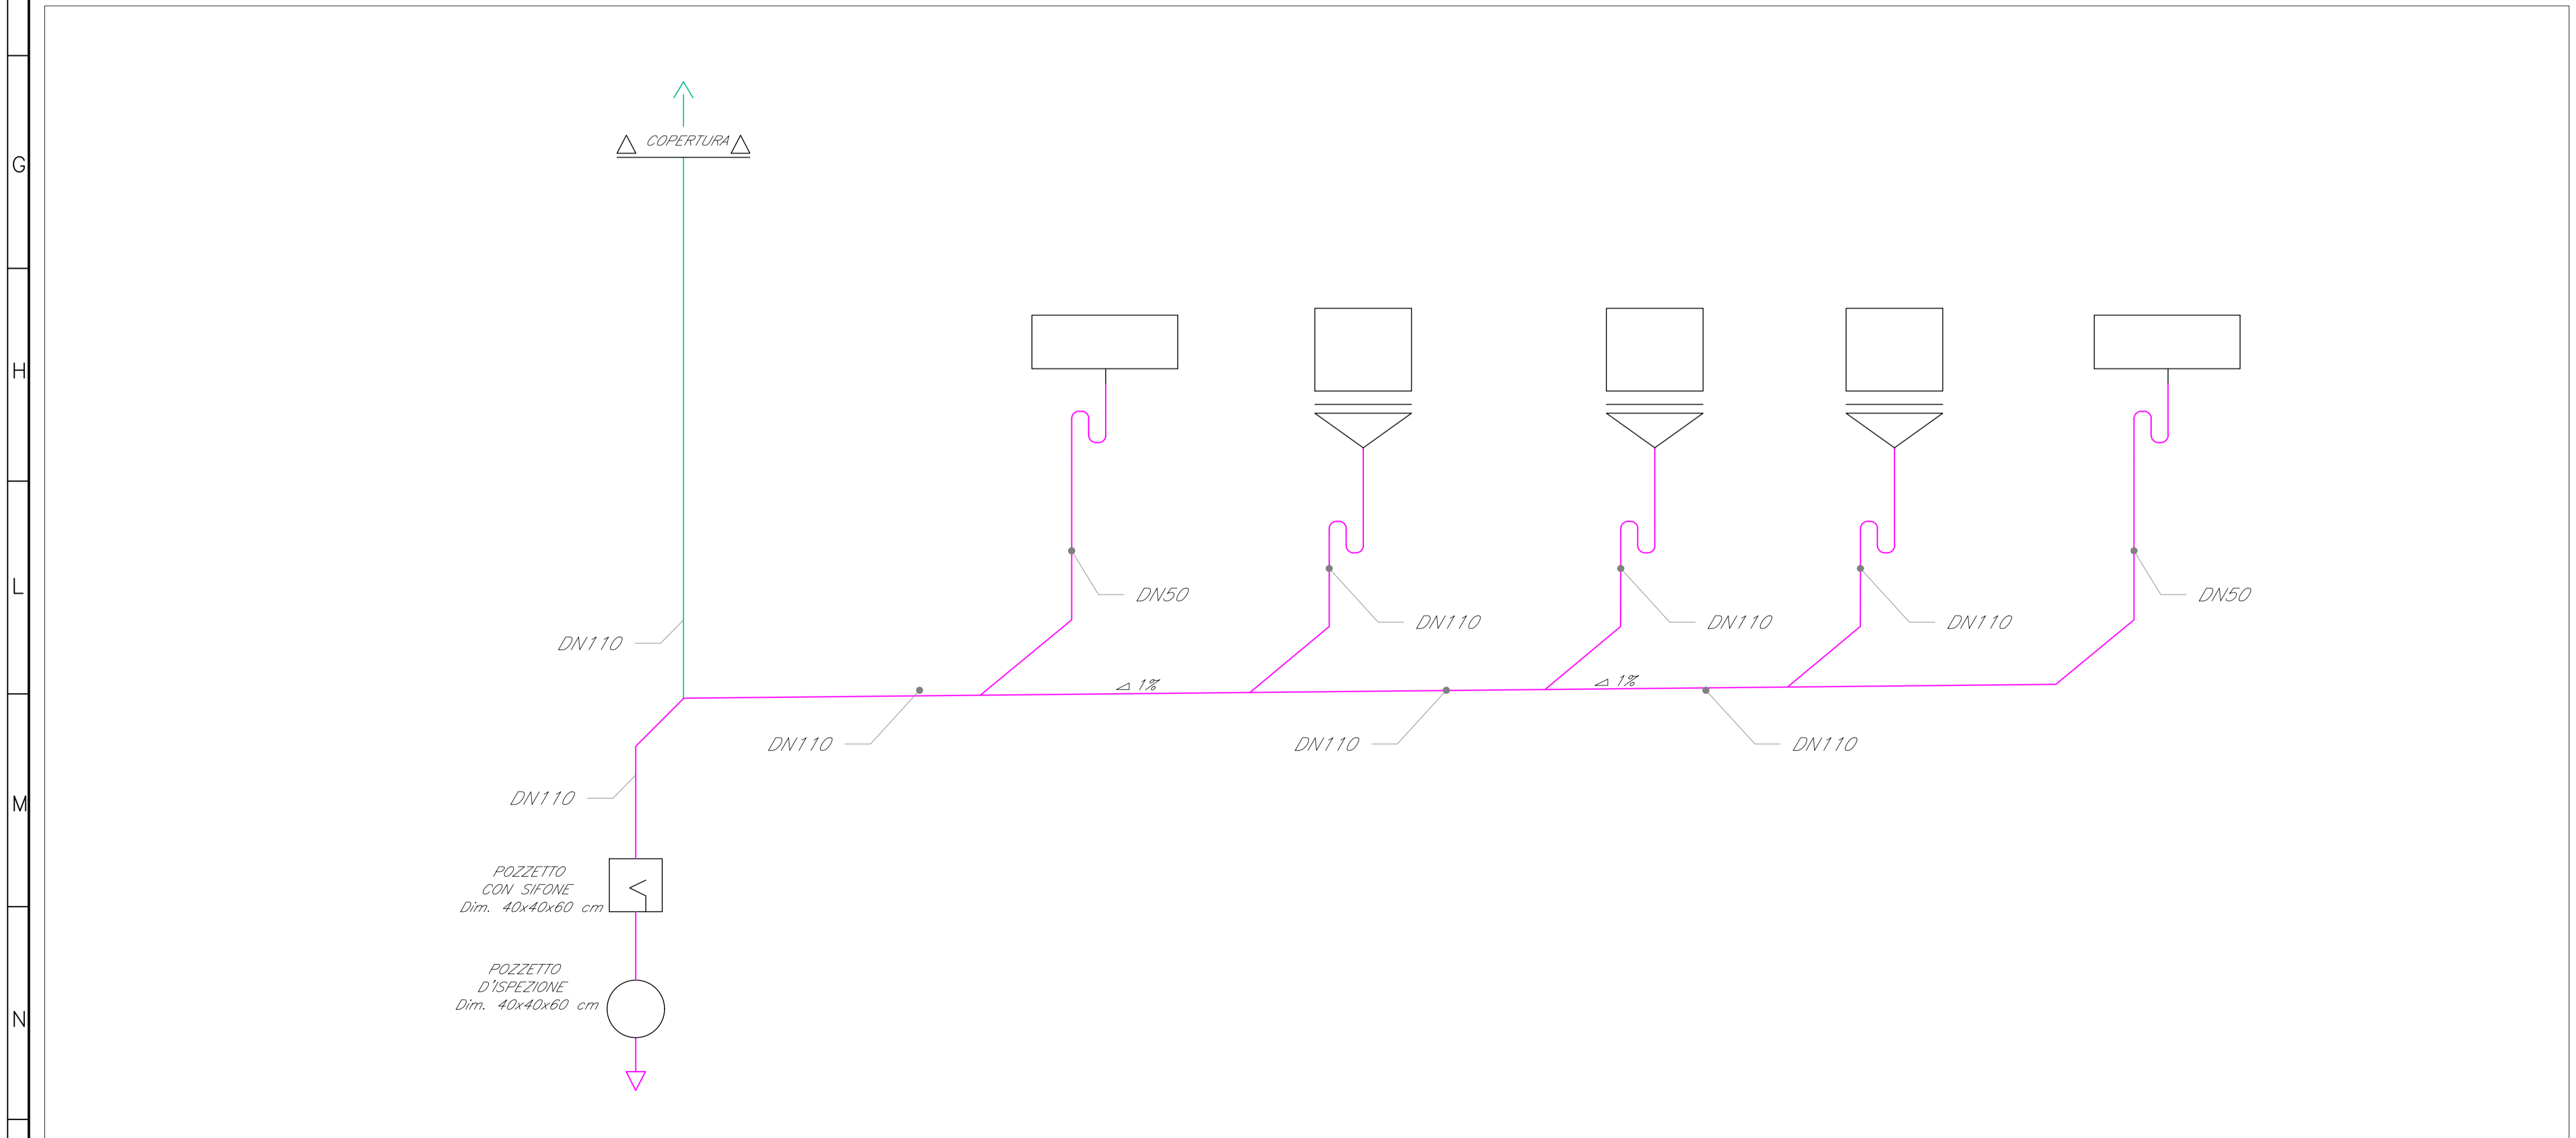 G
COPERTURA
H
L
DN50
DN50
DN110
DN110
DN110
DN110
1%
1%
DN110
DN110
DN110
DN110
M
POZZETTO
CON SIFONE
Dim. 40x40x60 cm
POZZETTO
D'ISPEZIONE
Dim. 40x40x60 cm
N